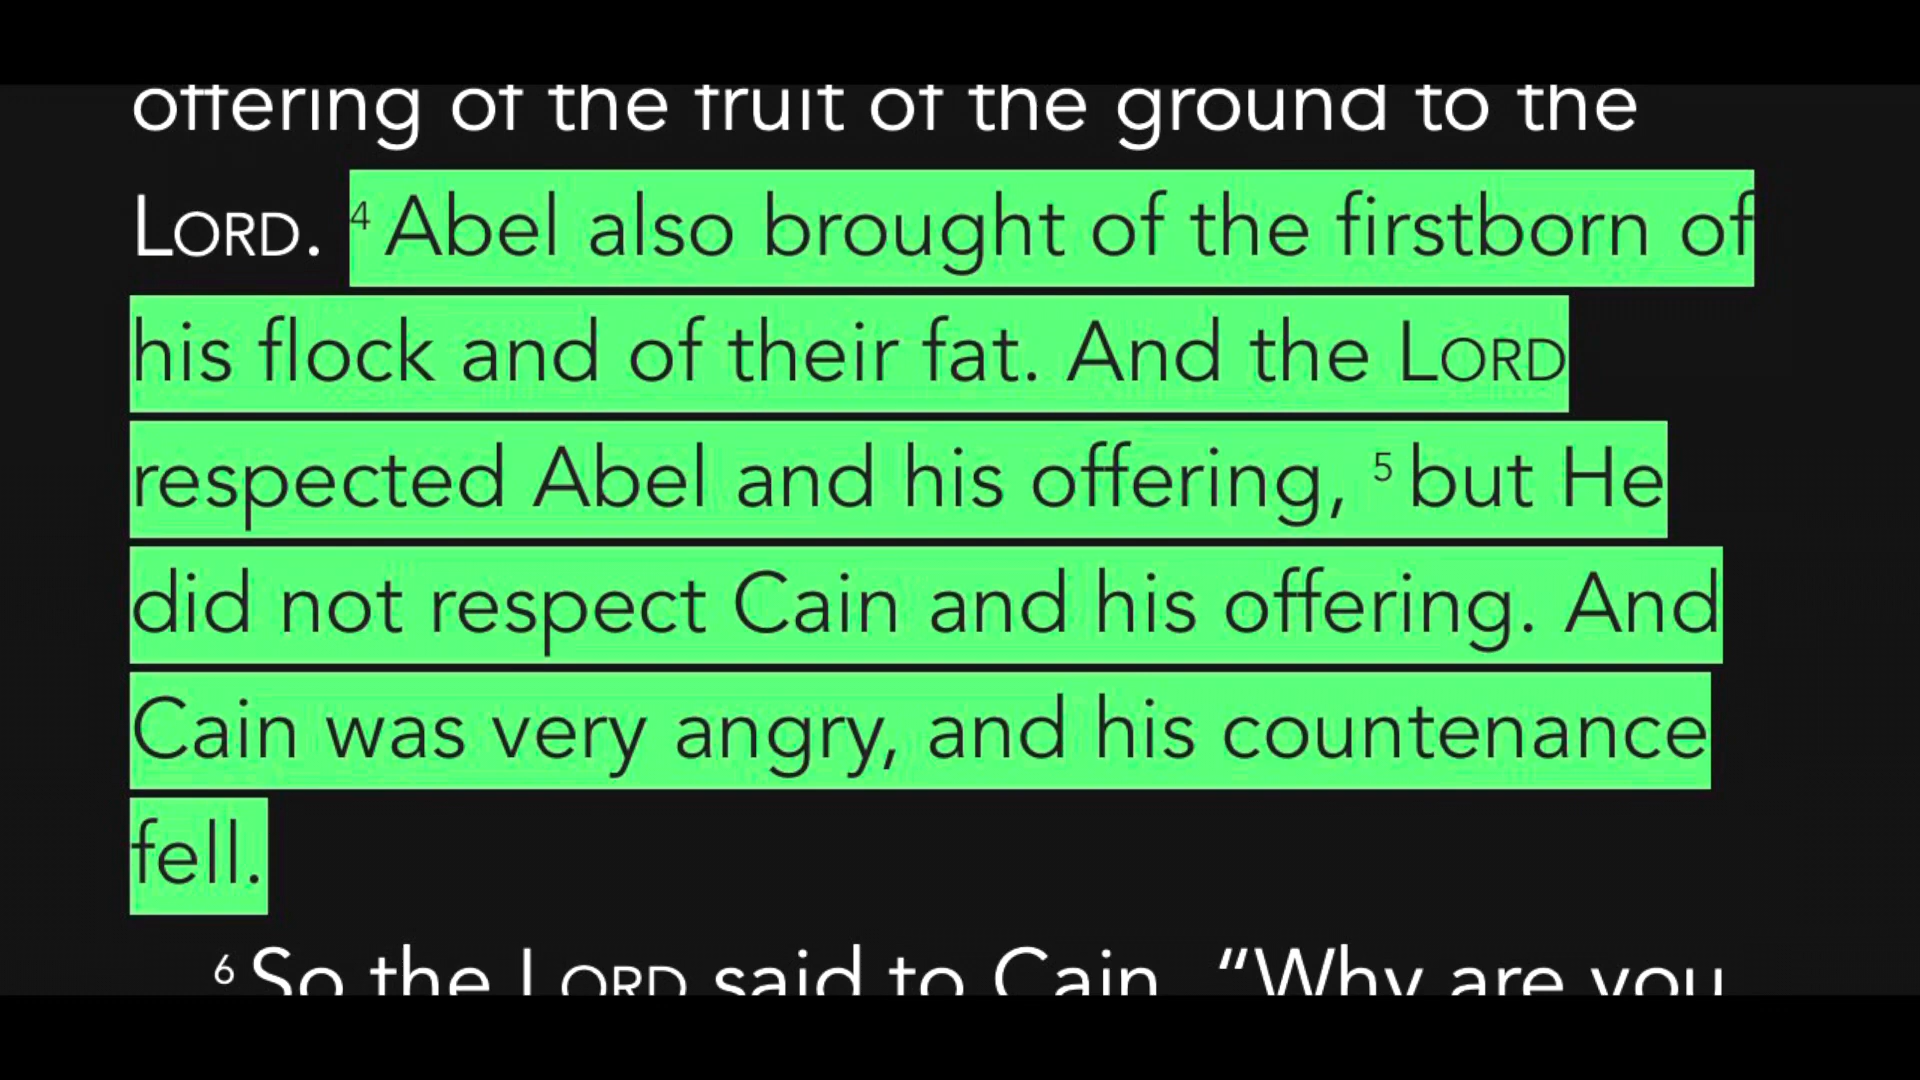 offering of the fruit of the ground to the
LORD. 4 Abel also brought of the firstborn of
his flock and of their fat. And the LORD
respected Abel and his offering, 5 but He
did not respect Cain and his offering. And
Cain was very angry, and his countenance
fell.
6 So the LORD said to Cain, “Why are you